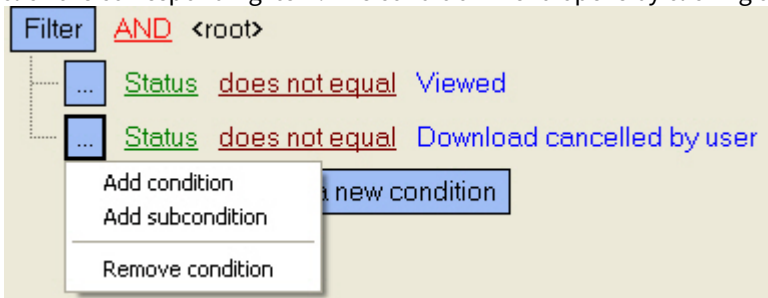 Filter AND <root>
... Status does not equal Viewed
... Status does not equal Download cancelled by user
Add condition
a new condition
Add subcondition
Remove condition